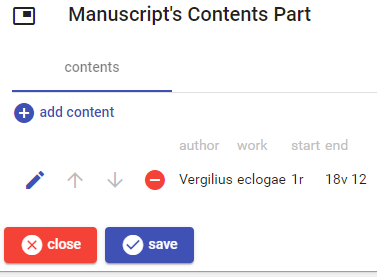 Manuscript's Contents Part
contents
add content
author work start end
Vergilius eclogae 1r 18v 12
close save